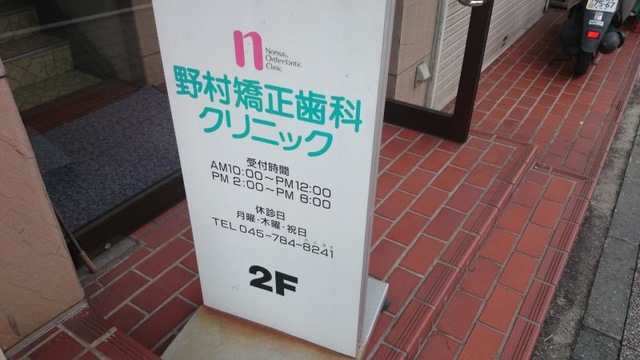 n
Nomura
Orthodontic
Clinic
野村矯正歯科
クリニック
受付時間
AM10:00～PM12:00
PM 2:00～PM 8:00
休診日
月曜・木曜・祝日
TEL 045-784-8241
2F
75-67